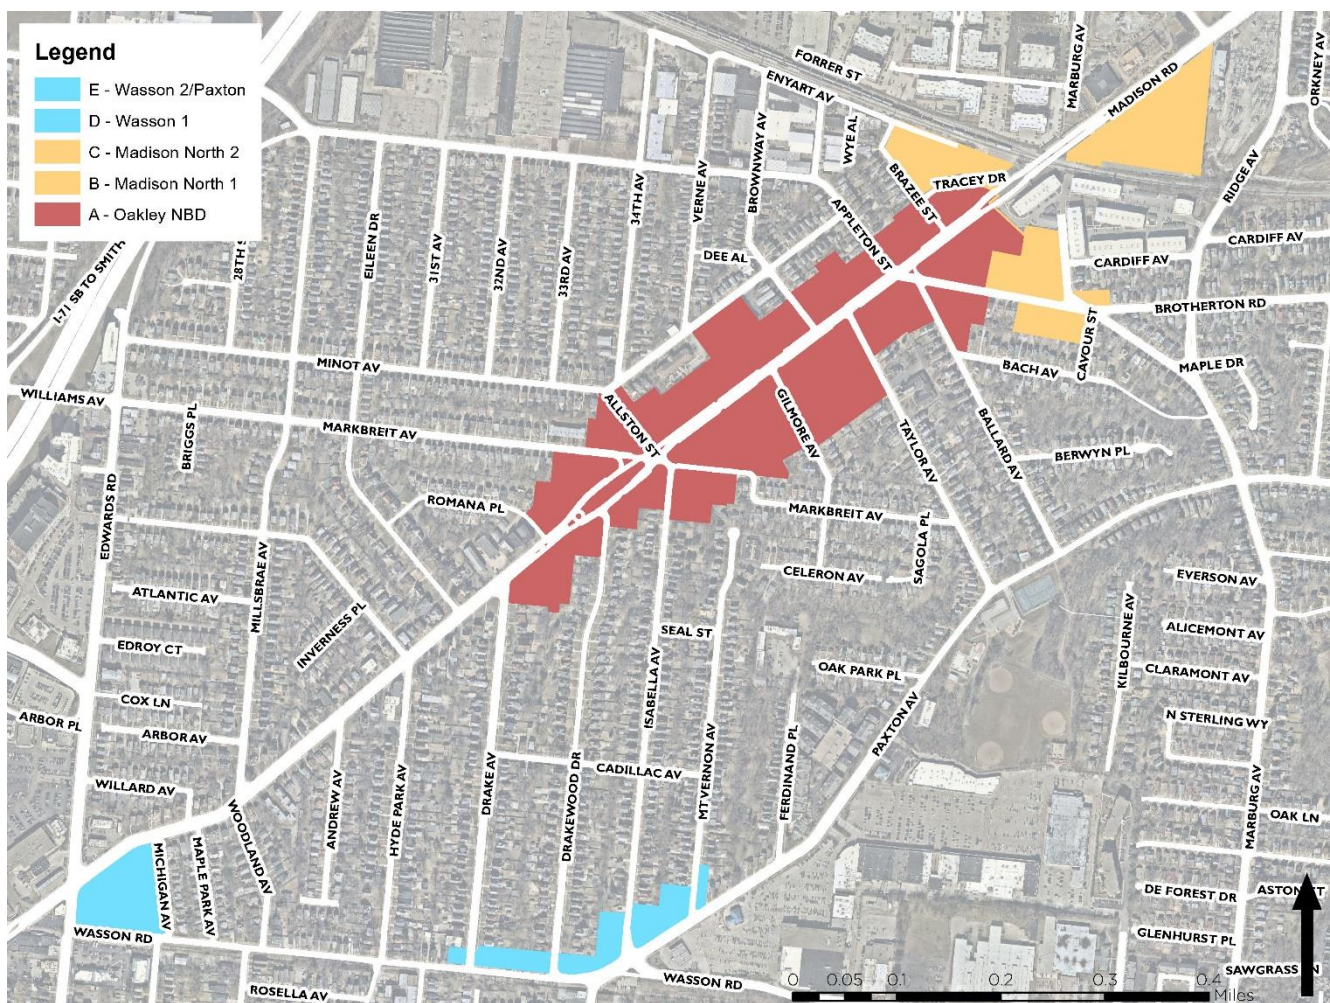 Legend
E - Wasson 2/Paxton
D - Wasson 1
C - Madison North 2
B - Madison North 1
A - Oakley NBD
FORRER ST
MARBURG AV
MADISON RD
ORKNEY AV
ENYART AV
WYE AL
BROWNWAY AV
VERNE AV
34TH AV
BRAZEE ST
TRACEY DR
RIDGE AV
APPLETON ST
I-71 SB TO SMITH
28TH S
EILEEN DR
31ST AV
32ND AV
33RD AV
DEE AL
CARDIFF AV
CARDIFF AV
BROTHERTON RD
CAVOUR ST
MINOT AV
BACH AV
MAPLE DR
WILLIAMS AV
ALLSTON ST
GILMORE AV
BRIGGS PL
MARKBREIT AV
TAYLOR AV
BALLARD AV
BERWYN PL
ROMANA PL
MARKBREIT AV
EDWARDS RD
SAGOLA PL
CELERON AV
EVERSON AV
ATLANTIC AV
MILLSBRAE AV
INVERNESS PL
SEAL ST
KILBOURNE AV
ALICEMONT AV
EDROY CT
OAK PARK PL
CLARAMONT AV
COX LN
ISABELLA AV
ARBOR PL
ARBOR AV
N STERLING WY
PAXTON AV
CADILLAC AV
MT VERNON AV
FERDINAND PL
WILLARD AV
DRAKE AV
DRAKEWOOD DR
ANDREW AV
HYDE PARK AV
WOODLAND AV
MAPLE PARK AV
MICHIGAN AV
MARBURG AV
OAK LN
DE FOREST DR
WASSON RD
GLENHURST PL
WASSON RD
ROSELLA AV
0 0.05 0.1 0.2 0.3 0.4
Miles